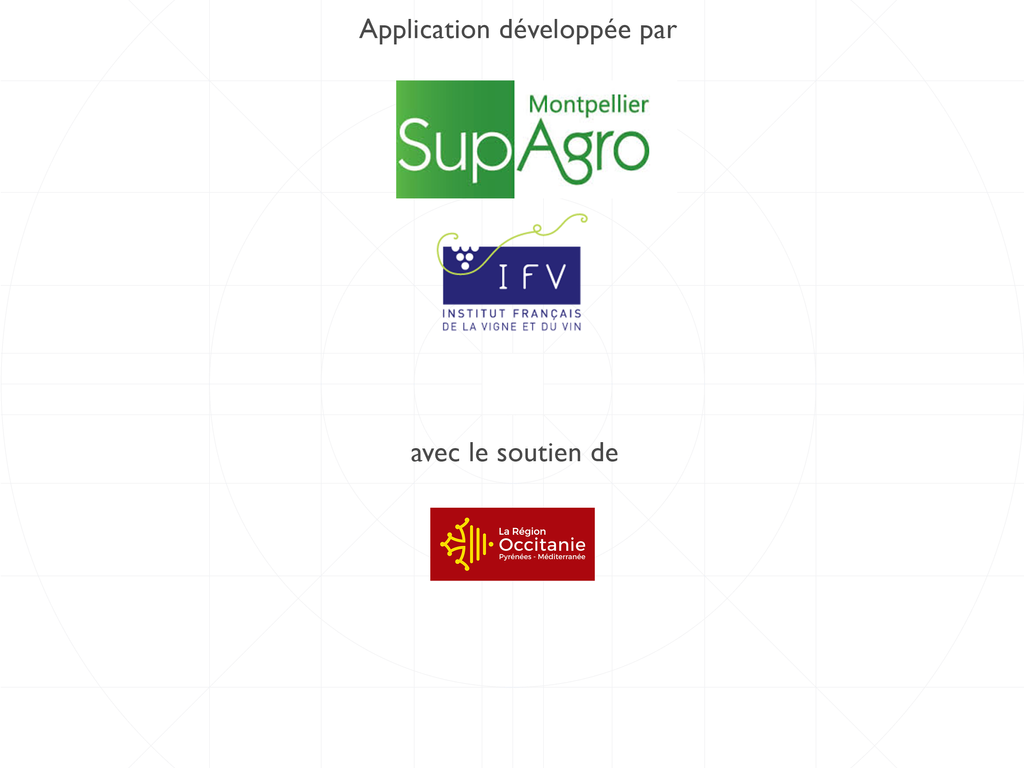 Application développée par
Montpellier
SupAgro
IFV
INSTITUT FRANÇAIS
DE LA VIGNE ET DU VIN
avec le soutien de
La Région
Occitanie
Pyrénées - Méditerranée